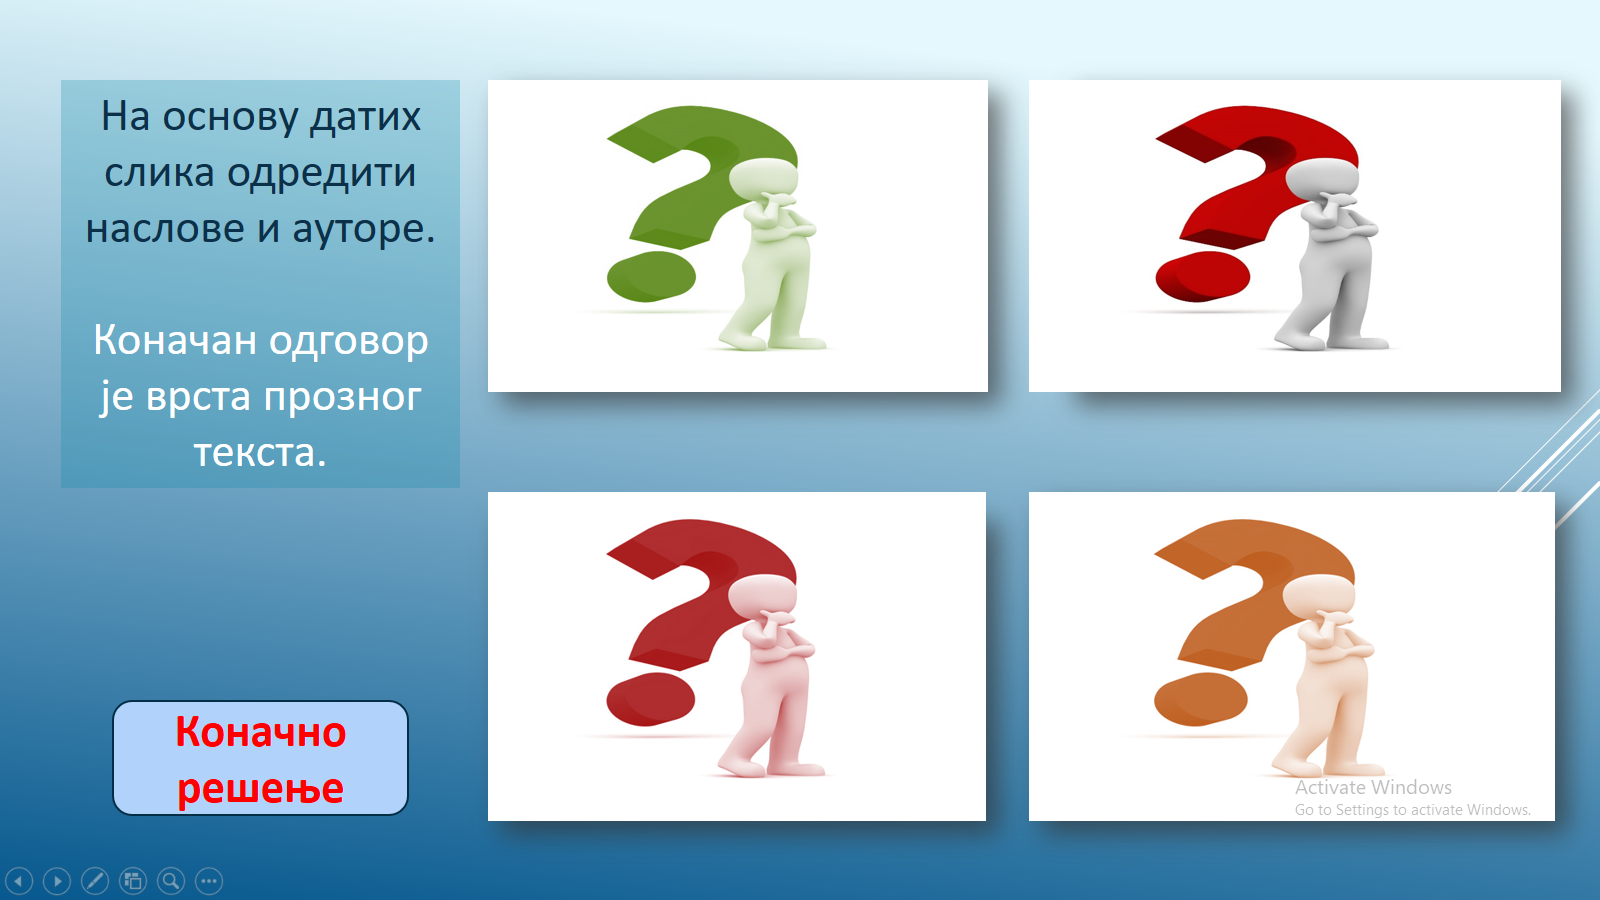 На основу датих
слика одредити
наслове и ауторе.
Коначан одговор
је врста прозног
текста.
Коначно
решење
Activate Windows
Go to Settings to activate Windows.